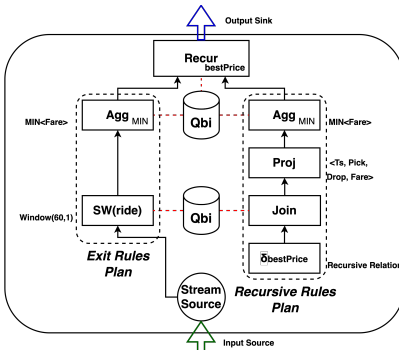 Output Sink
Recur
bestPrice
Agg MIN
Qbi
Agg MIN
MIN<Fare>
MIN<Fare>
Proj
<Ts, Pick,
Drop, Fare>
SW(ride)
Qbi
Join
Window(60,1)
Exit Rules
Plan
δbestPrice
Recursive Relation
Stream
Source
Recursive Rules
Plan
Input Source